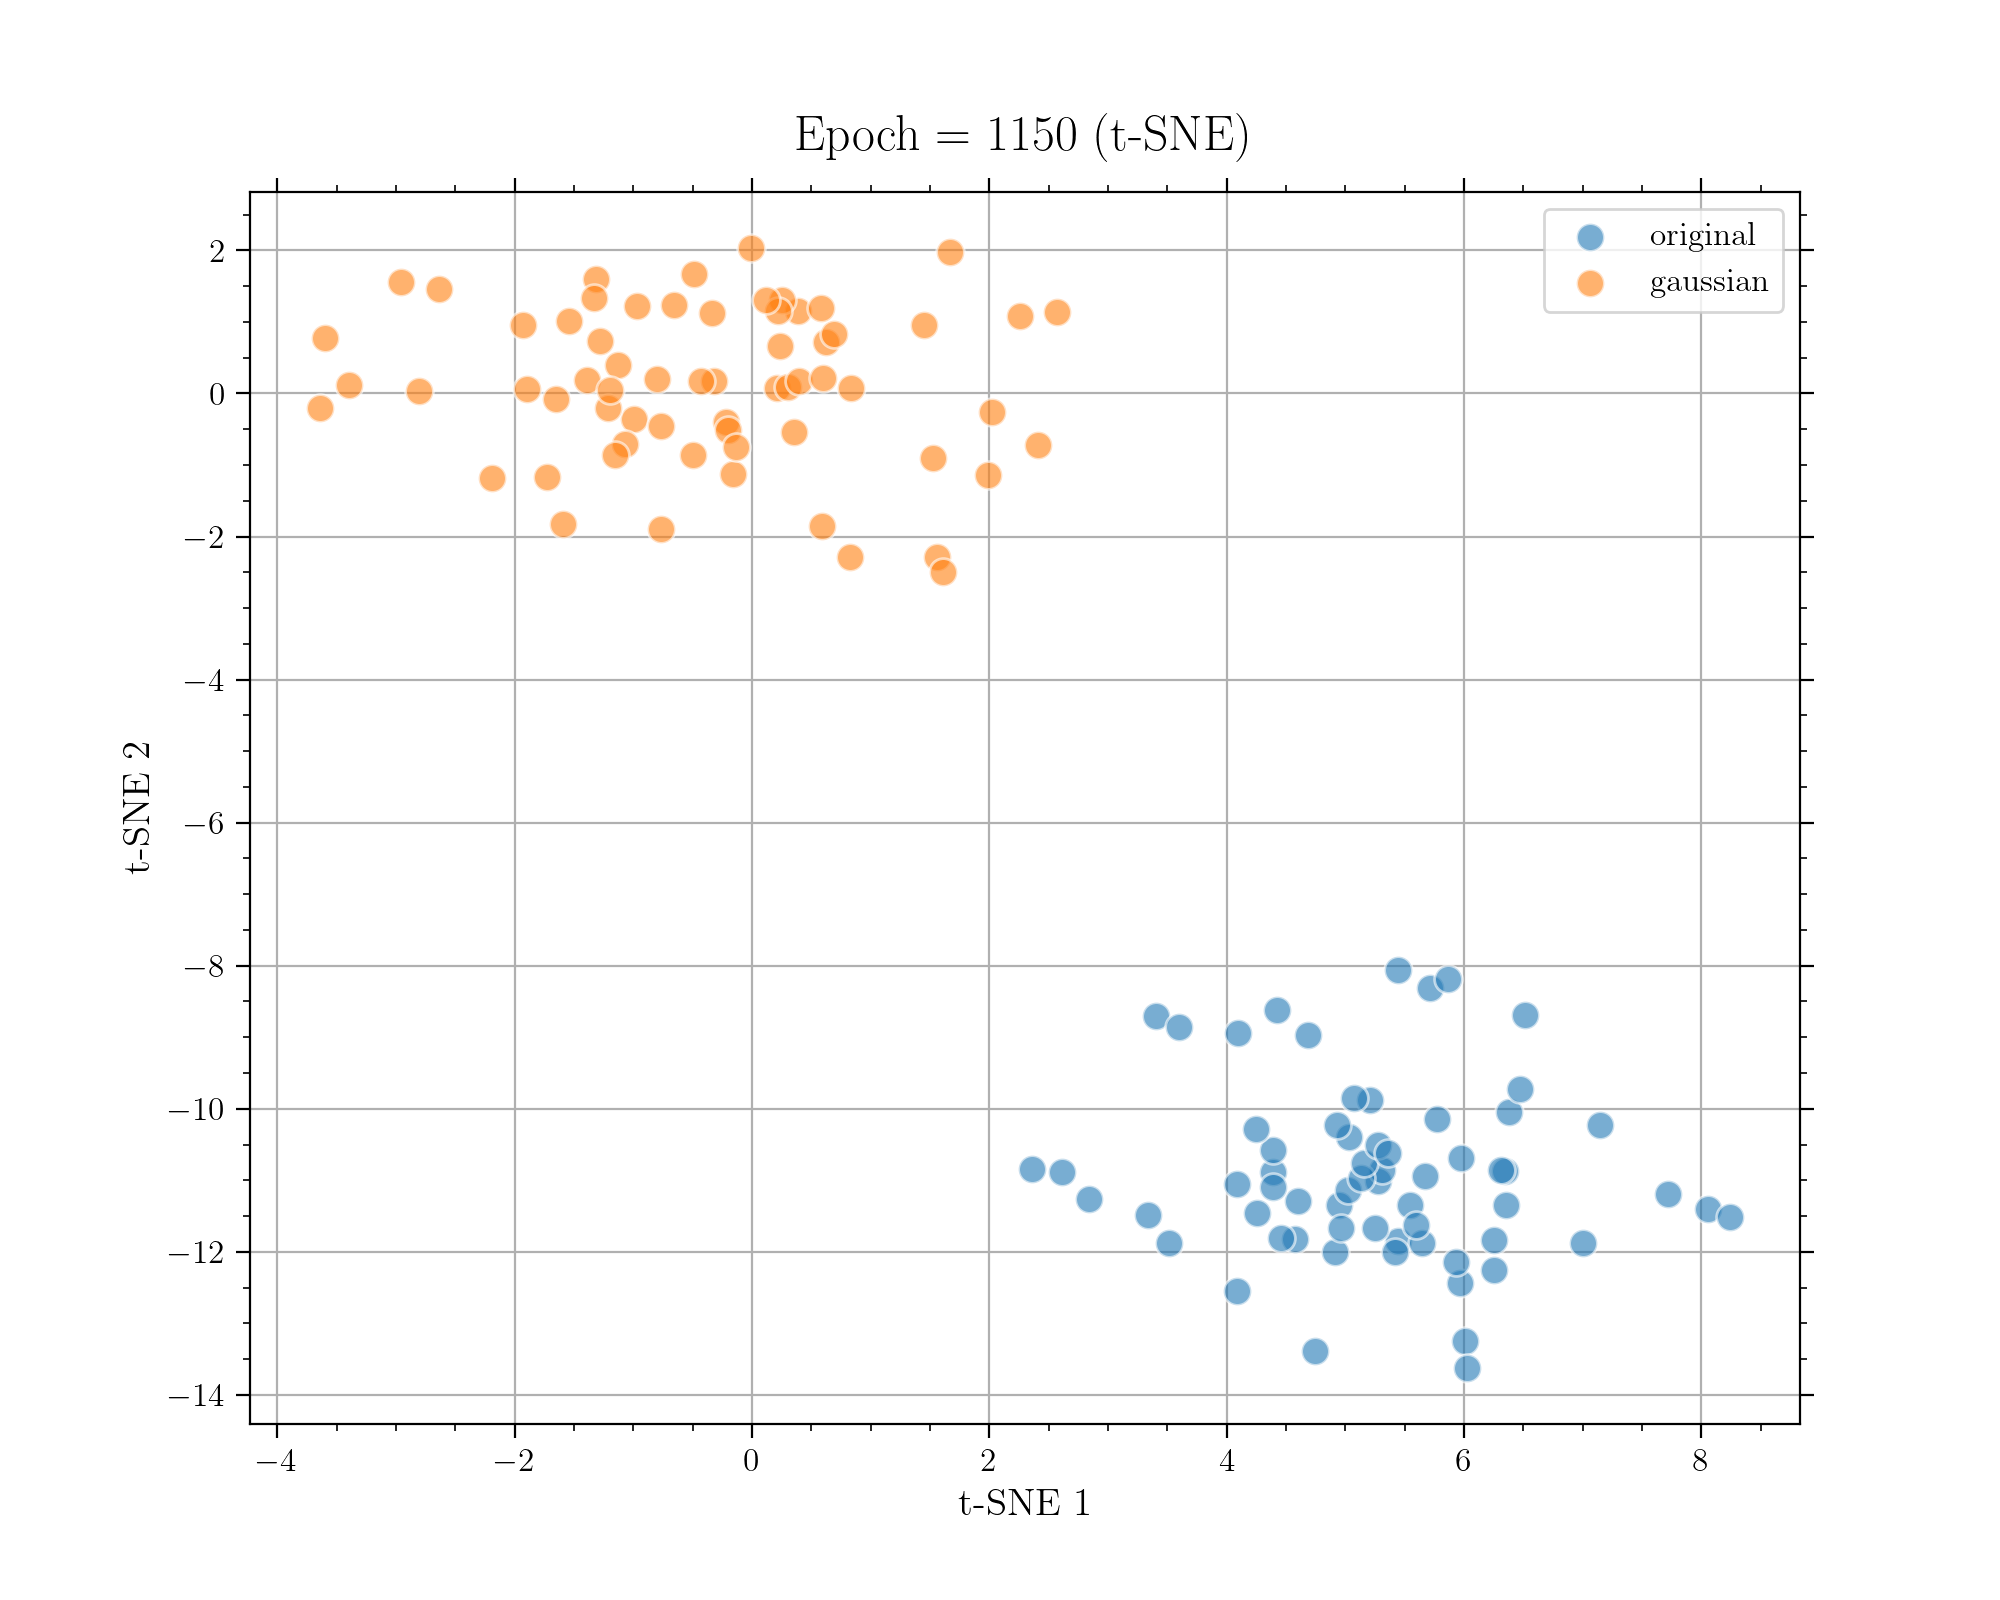 Epoch = 1150 (t-SNE)
original
gaussian
2
0
−2
−4
−6
−8
−10
−12
−14
t-SNE 2
−4 −2 0 2 4 6 8
t-SNE 1